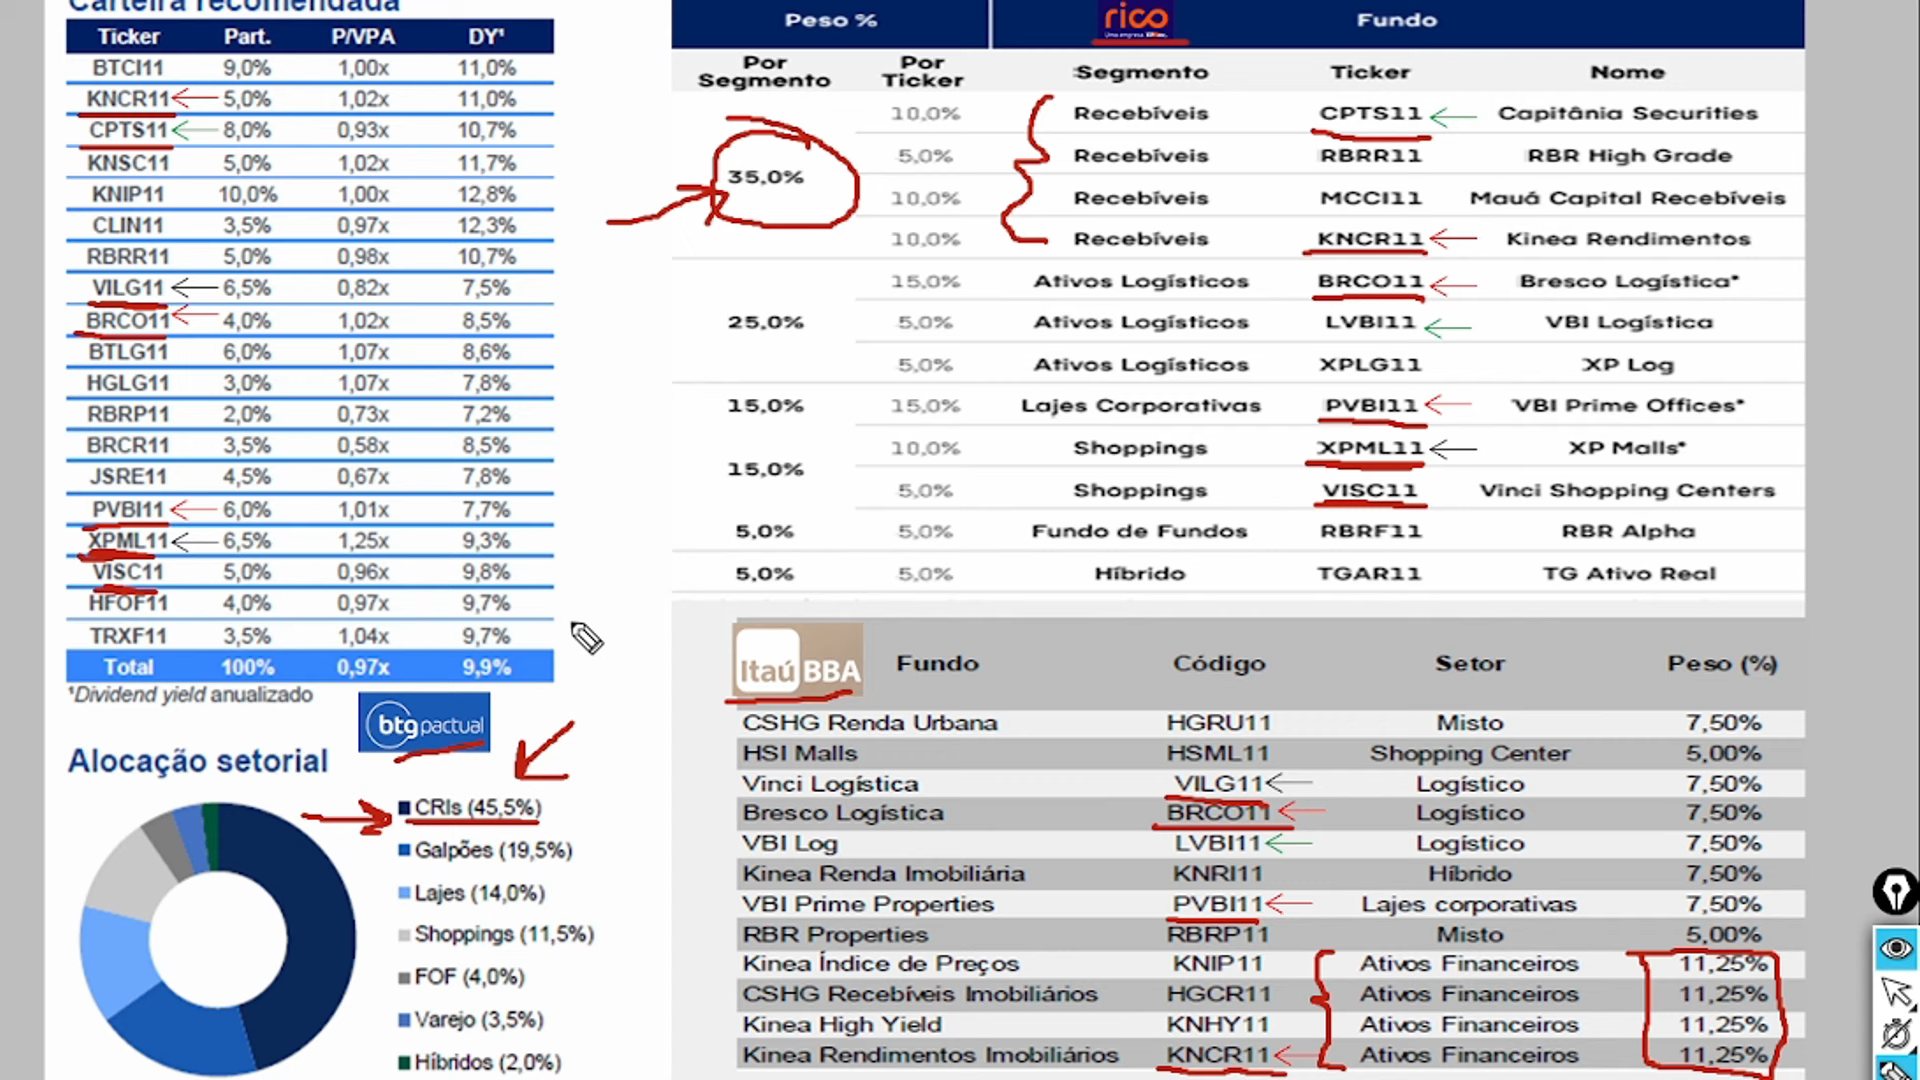 Carteira recomendada
Ticker Part. P/VPA DY¹
BTCI11 9,0% 1,00x 11,0%
KNCR11 5,0% 1,02x 11,0%
CPTS11 8,0% 0,93x 10,7%
KNSC11 5,0% 1,02x 11,7%
KNIP11 10,0% 1,00x 12,8%
CLIN11 3,5% 0,97x 12,3%
RBRR11 5,0% 0,98x 10,7%
VILG11 6,5% 0,82x 7,5%
BRCO11 4,0% 1,02x 8,5%
BTLG11 6,0% 1,07x 8,6%
HGLG11 3,0% 1,07x 7,8%
RBRP11 2,0% 0,73x 7,2%
BRCR11 3,5% 0,58x 8,5%
JSRE11 4,5% 0,67x 7,8%
PVBI11 6,0% 1,01x 7,7%
XPML11 6,5% 1,25x 9,3%
VISC11 5,0% 0,96x 9,8%
HFOF11 4,0% 0,97x 9,7%
TRXF11 3,5% 1,04x 9,7%
Total 100% 0,97x 9,9%
¹Dividend yield anualizado
btgpactual
Alocação setorial
CRIs (45,5%)
Galpões (19,5%)
Lajes (14,0%)
Shoppings (11,5%)
FOF (4,0%)
Varejo (3,5%)
Híbridos (2,0%)
Peso % rico Fundo
Por Segmento Por Ticker Segmento Ticker Nome
10,0% Recebíveis CPTS11 Capitânia Securities
5,0% Recebíveis RBRR11 RBR High Grade
35,0%
10,0% Recebíveis MCCI11 Mauá Capital Recebíveis
10,0% Recebíveis KNCR11 Kinea Rendimentos
15,0% Ativos Logísticos BRCO11 Bresco Logística*
25,0% 5,0% Ativos Logísticos LVBI11 VBI Logística
5,0% Ativos Logísticos XPLG11 XP Log
15,0% 15,0% Lajes Corporativas PVBI11 VBI Prime Offices*
10,0% Shoppings XPML11 XP Malls*
15,0%
5,0% Shoppings VISC11 Vinci Shopping Centers
5,0% 5,0% Fundo de Fundos RBRF11 RBR Alpha
5,0% 5,0% Híbrido TGAR11 TG Ativo Real
Itaú BBA Fundo Código Setor Peso (%)
CSHG Renda Urbana HGRU11 Misto 7,50%
HSI Malls HSML11 Shopping Center 5,00%
Vinci Logística VILG11 Logístico 7,50%
Bresco Logística BRCO11 Logístico 7,50%
VBI Log LVBI11 Logístico 7,50%
Kinea Renda Imobiliária KNRI11 Híbrido 7,50%
VBI Prime Properties PVBI11 Lajes corporativas 7,50%
RBR Properties RBRP11 Misto 5,00%
Kinea Índice de Preços KNIP11 Ativos Financeiros 11,25%
CSHG Recebíveis Imobiliários HGCR11 Ativos Financeiros 11,25%
Kinea High Yield KNHY11 Ativos Financeiros 11,25%
Kinea Rendimentos Imobiliários KNCR11 Ativos Financeiros 11,25%